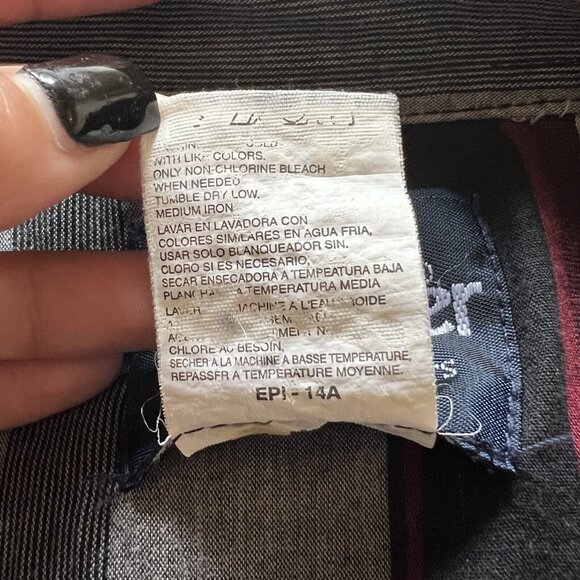 WITH LIKE COLORS,
ONLY NON-CHLORINE BLEACH
WHEN NEEDED
TUMBLE DRY LOW.
MEDIUM IRON
LAVAR EN LAVADORA CON
COLORES SIMILARES EN AGUA FRIA,
USAR SOLO BLANQUEADOR SIN.
CLORO SI ES NECESARIO,
SECAR ENSECADORA A TEMPEATURA BAJA
A TEMPERATURA MEDIA
MACHINE A L'EAU
CHLORE AU BESOIN,
SECHER A LA MACHINE A BASSE TEMPERATURE,
REPASSER A TEMPERATURE MOYENNE.
EPI - 14A